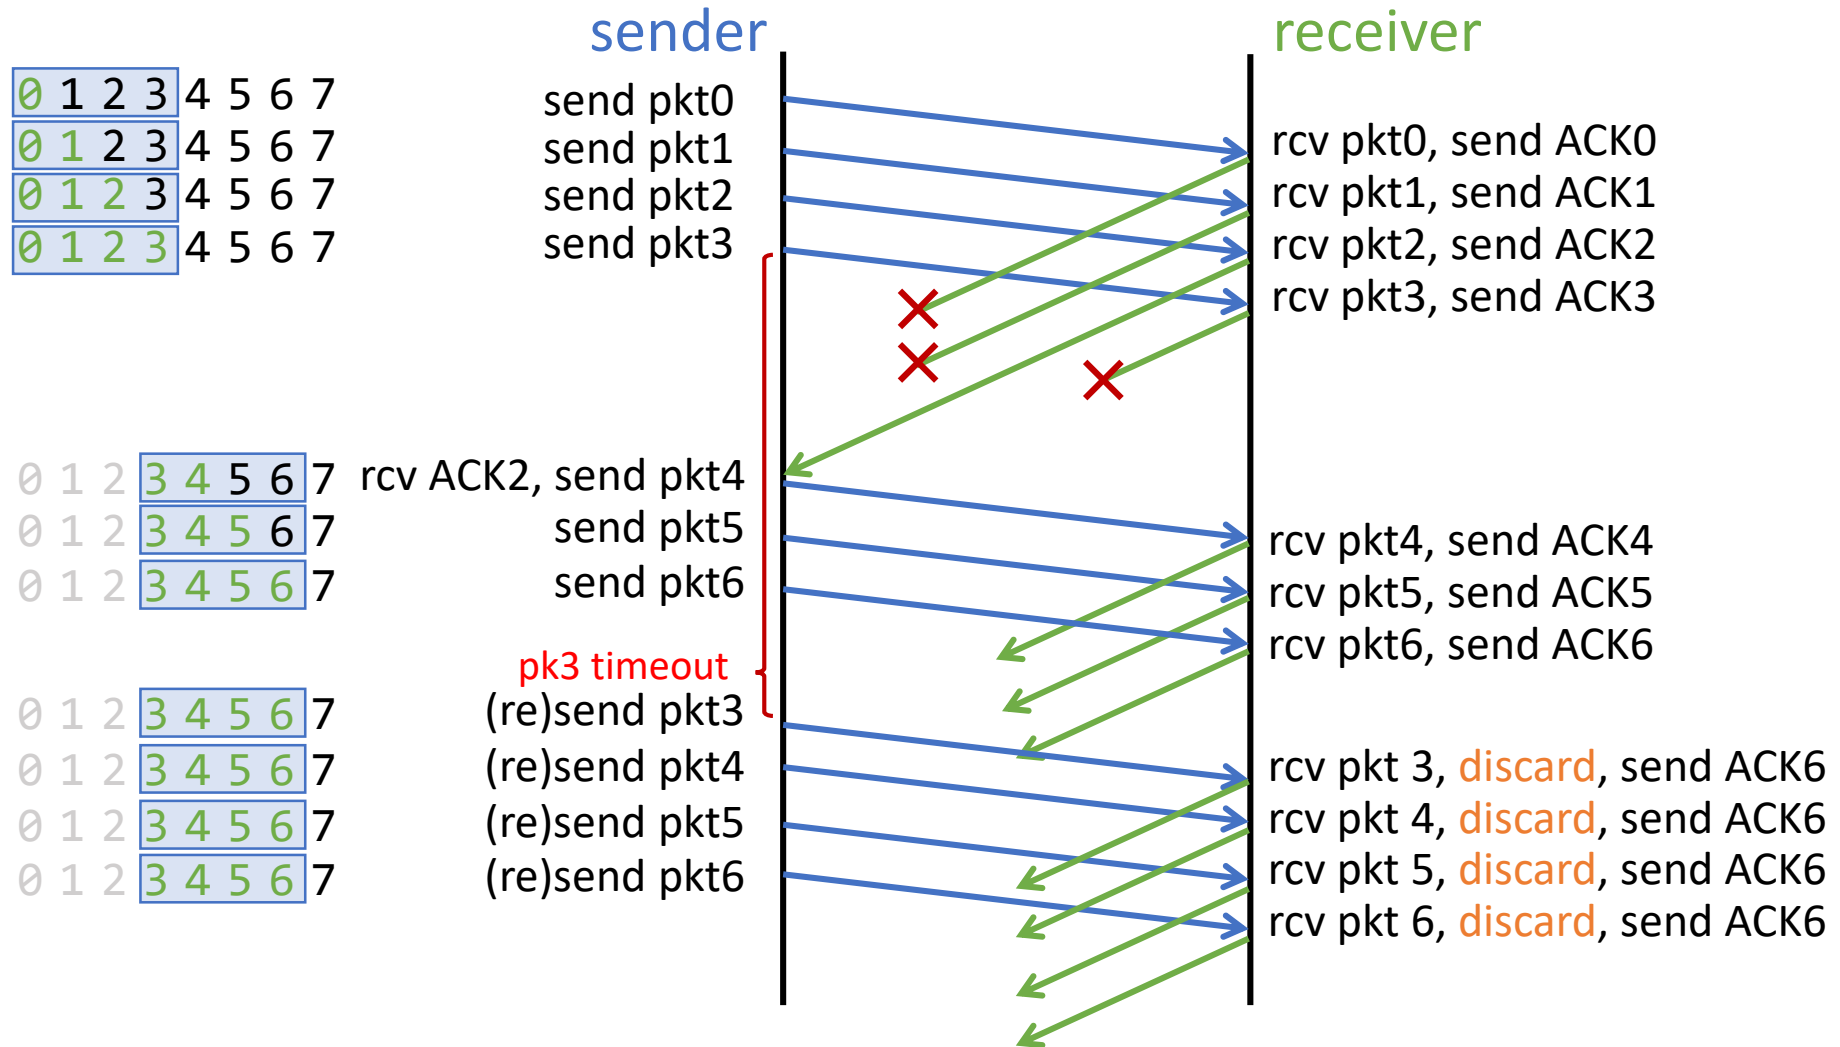 sender receiver
0 1 2 3 4 5 6 7 send pkt0
0 1 2 3 4 5 6 7 send pkt1
0 1 2 3 4 5 6 7 send pkt2
0 1 2 3 4 5 6 7 send pkt3
rcv pkt0, send ACK0
rcv pkt1, send ACK1
rcv pkt2, send ACK2
rcv pkt3, send ACK3
0 1 2 3 4 5 6 7 rcv ACK2, send pkt4
0 1 2 3 4 5 6 7 send pkt5
0 1 2 3 4 5 6 7 send pkt6
rcv pkt4, send ACK4
rcv pkt5, send ACK5
rcv pkt6, send ACK6
pk3 timeout
0 1 2 3 4 5 6 7 (re)send pkt3
0 1 2 3 4 5 6 7 (re)send pkt4
0 1 2 3 4 5 6 7 (re)send pkt5
0 1 2 3 4 5 6 7 (re)send pkt6
rcv pkt 3, discard, send ACK6
rcv pkt 4, discard, send ACK6
rcv pkt 5, discard, send ACK6
rcv pkt 6, discard, send ACK6